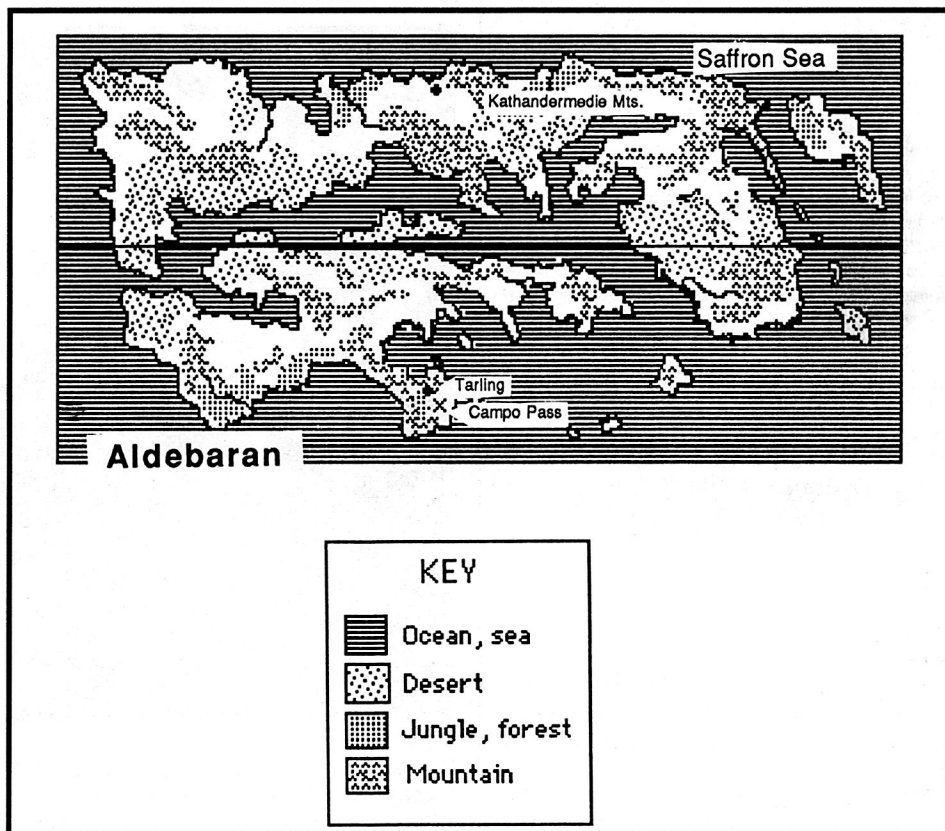 Saffron Sea
Kathandermedie Mts.
Tarling
Campo Pass
Aldebaran
KEY
Ocean, sea
Desert
Jungle, forest
Mountain